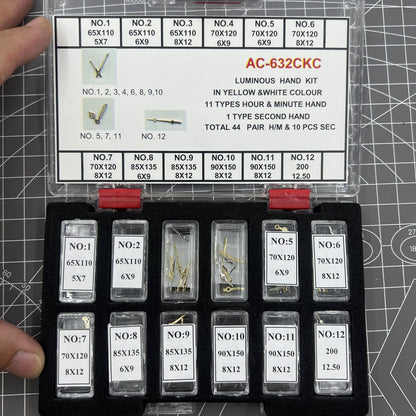 NO.1 NO.2 NO.3 NO.4 NO.5 NO.6
65X110 65X110 65X110 70X120 70X120 70X120
5X7 6X9 8X12 6X9 6X9 8X12
AC-632CKC
LUMINOUS HAND KIT
IN YELLOW &WHITE COLOUR
11 TYPES HOUR & MINUTE HAND
1 TYPE SECOND HAND
TOTAL 44 PAIR H/M & 10 PCS SEC
NO.1, 2, 3, 4, 6, 8, 9,10
NO.5, 7, 11
NO. 12
NO.7 NO.8 NO.9 NO.10 NO.11 NO.12
70X120 85X135 85X135 90X150 90X150 200
8X12 6X9 8X12 6X9 8X12 12.50
NO:1
65X110
5X7
NO:2
65X110
6X9
NO:5
70X120
6X9
NO:6
70X120
8X12
NO:7
70X120
8X12
NO:8
85X135
6X9
NO:9
85X135
8X12
NO:10
90X150
6X9
NO:11
90X150
8X12
NO:12
200
12.50